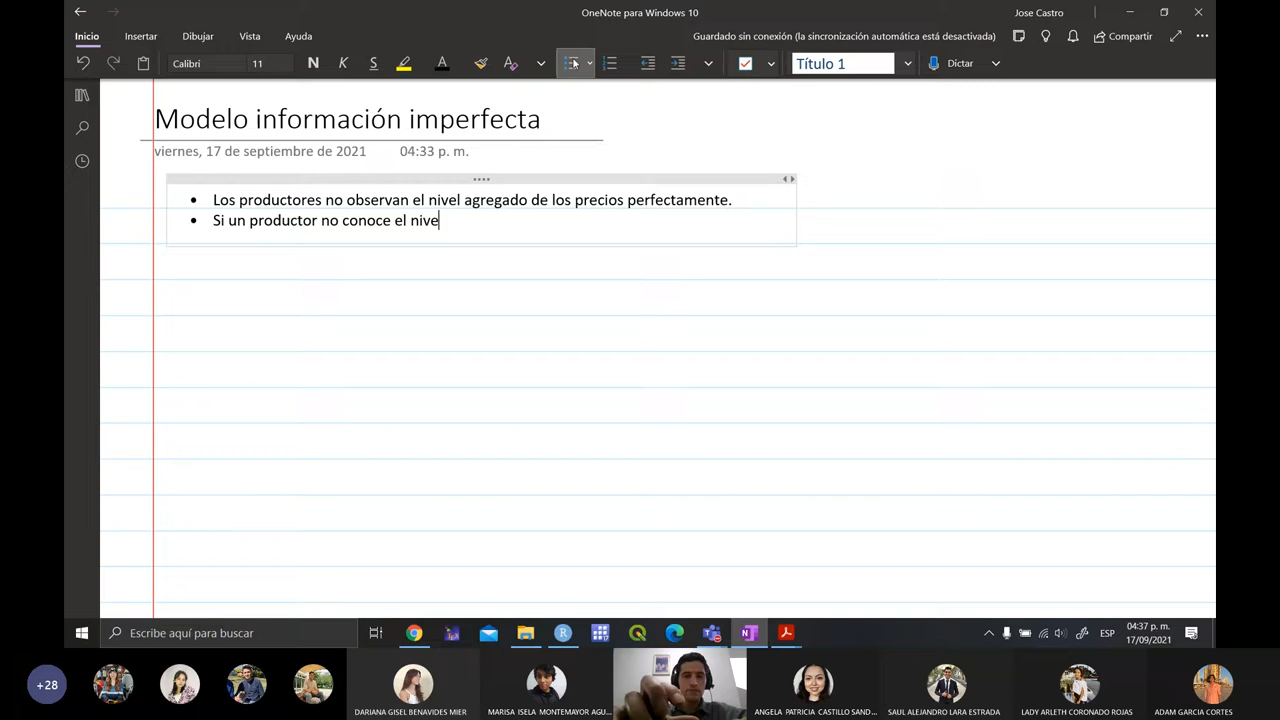 OneNote para Windows 10
Jose Castro
Inicio
Insertar
Dibujar
Vista
Ayuda
Guardado sin conexión (la sincronización automática está desactivada)
Compartir
Calibri
11
N
K
S
A
A
Título 1
Dictar
Modelo información imperfecta
viernes, 17 de septiembre de 2021
04:33 p. m.
• Los productores no observan el nivel agregado de los precios perfectamente.
• Si un productor no conoce el nive
Escribe aquí para buscar
ESP
04:37 p. m.
17/09/2021
+28
DARIANA GISEL BENAVIDES MIER
MARISA ISELA MONTEMAYOR AGU...
ANGELA PATRICIA CASTILLO SAND...
SAUL ALEJANDRO LARA ESTRADA
LADY ARLETH CORONADO ROJAS
ADAM GARCIA CORTES